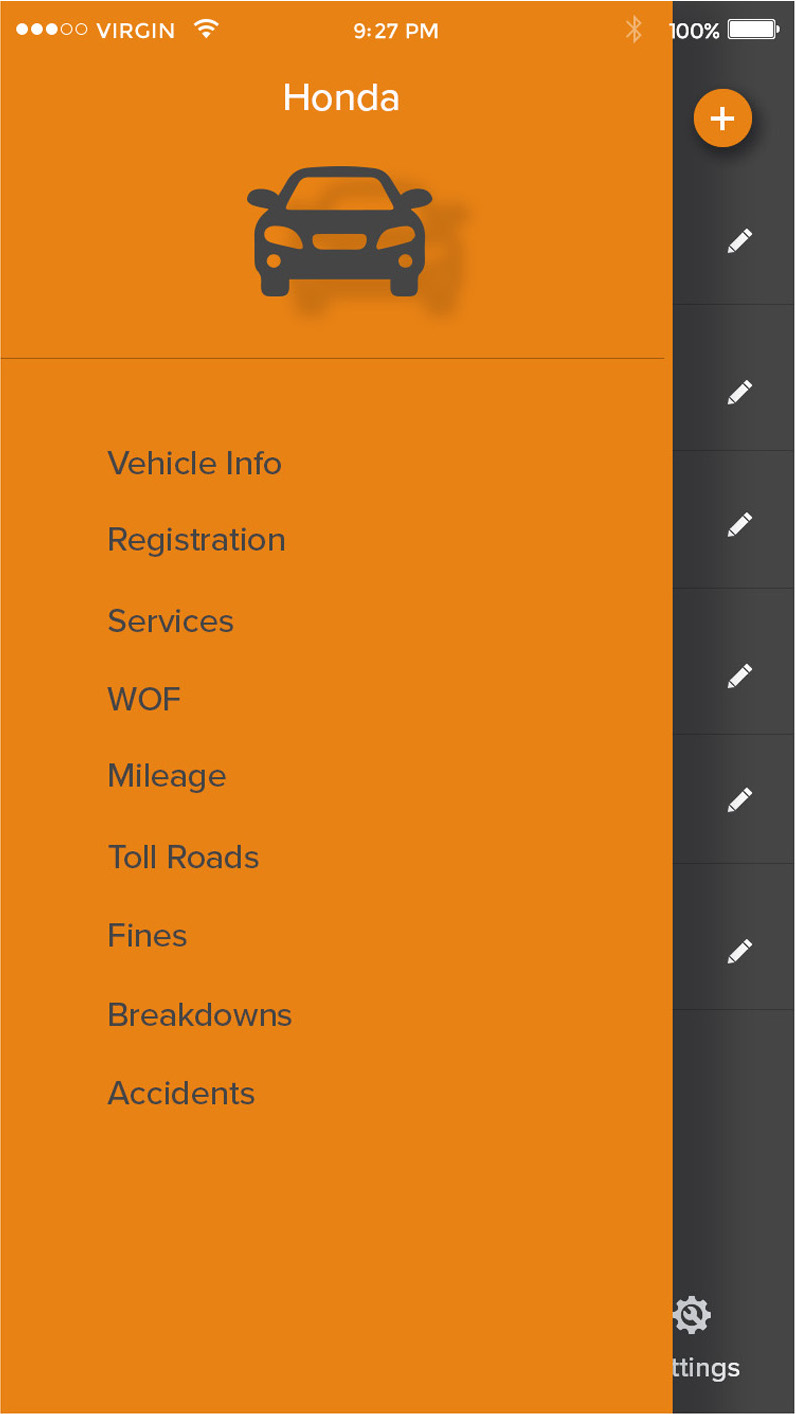 VIRGIN 9:27 PM 100%
Honda
Vehicle Info
Registration
Services
WOF
Mileage
Toll Roads
Fines
Breakdowns
Accidents
ttings